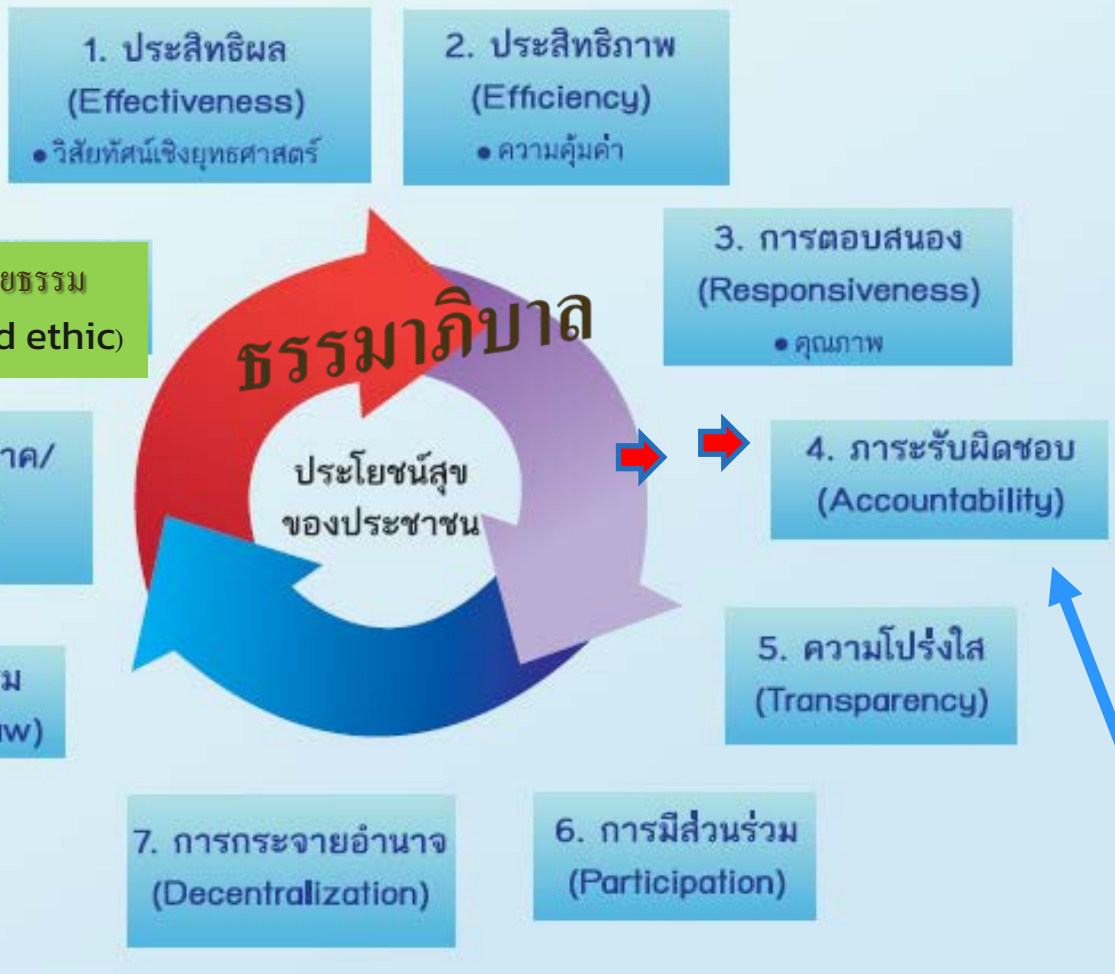 1. ประสิทธิผล
(Effectiveness)
• วิสัยทัศน์เชิงยุทธศาสตร์
2. ประสิทธิภาพ
(Efficiency)
• ความคุ้มค่า
3. การตอบสนอง
(Responsiveness)
• คุณภาพ
ยธรรม
d ethic)
ธรรมาภิบาล
ประโยชน์สุข
ของประชาชน
าค/
4. ภาระรับผิดชอบ
(Accountability)
ม
aw)
5. ความโปร่งใส
(Transparency)
7. การกระจายอำนาจ
(Decentralization)
6. การมีส่วนร่วม
(Participation)